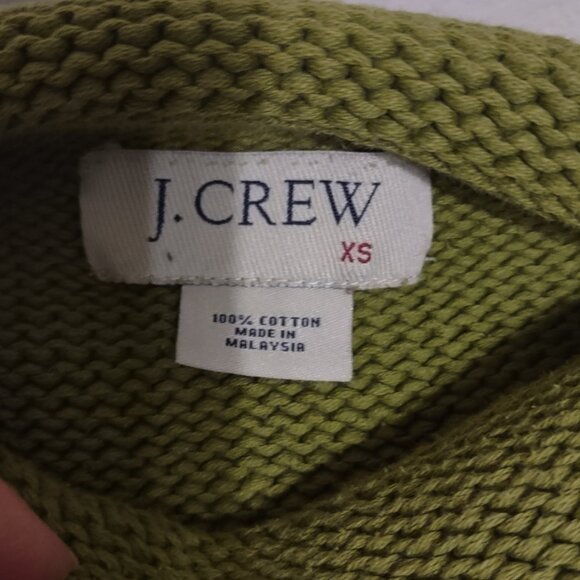 J. CREW
XS
100% COTTON
MADE IN
MALAYSIA